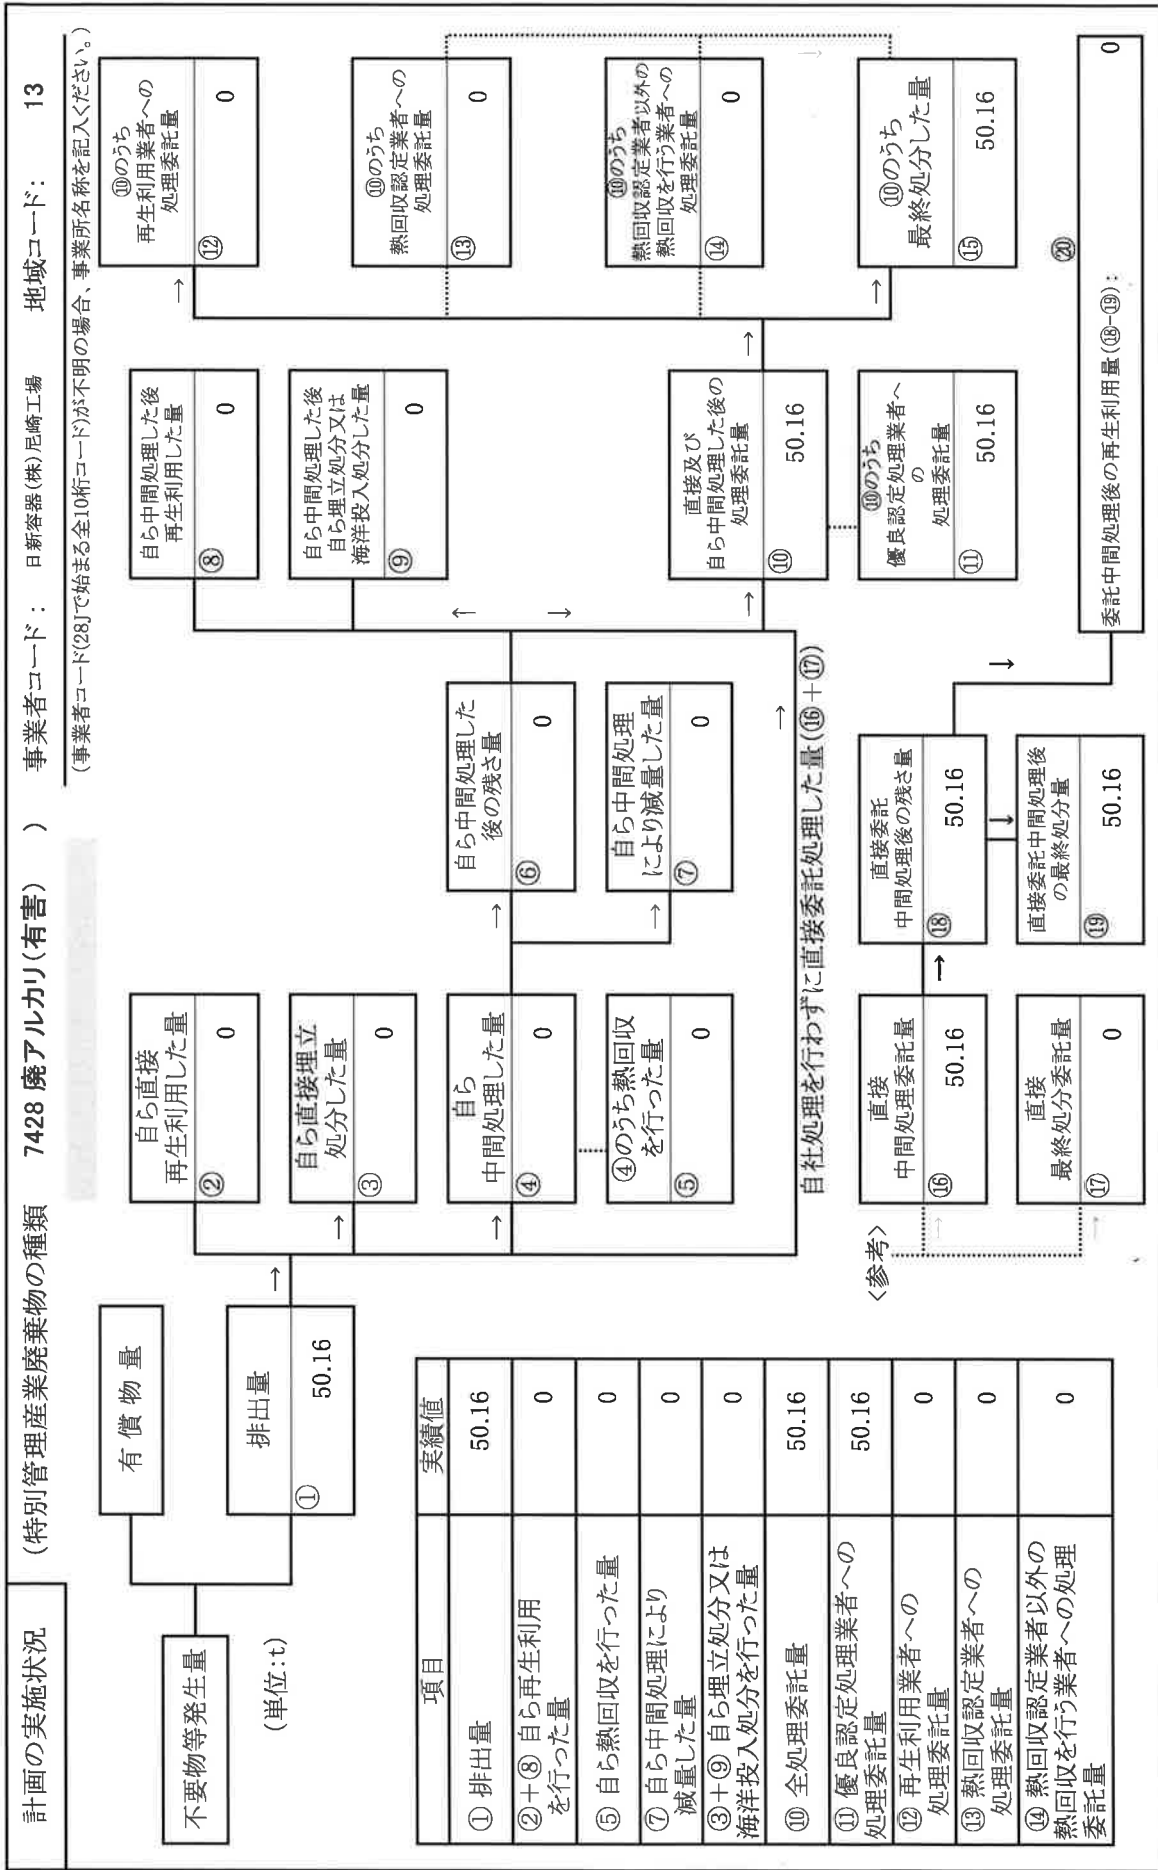 計画の実施状況
(特別管理産業廃棄物の種類 7428 廃アルカリ(有害) )
事業者コード: 日新容器(株)尼崎工場 地域コード: 13
(事業者コード(28」で始まる全10桁コード)が不明の場合、事業所名称を記入ください。)
不要物等発生量
(単位:t)
有 償 物 量
排出量
① 50.16
→
自ら直接
再生利用した量
② 0
→
自ら直接埋立
処分した量
③ 0
→
自ら
中間処理した量
④ 0
④のうち熱回収
を行った量
⑤ 0
→
自ら中間処理した
後の残さ量
⑥ 0
→
自ら中間処理
により減量した量
⑦ 0
自ら中間処理した後
再生利用した量
⑧ 0
自ら中間処理した後
自ら埋立処分又は
海洋投入処分した量
⑨ 0
↑
↓
→
→
直接及び
自ら中間処理した後の
処理委託量
⑩ 50.16
⑩のうち
優良認定処理業者へ
の
処理委託量
⑪ 50.16
→
→
⑩のうち
再生利用業者への
処理委託量
⑫ 0
⑩のうち
熱回収認定業者への
処理委託量
⑬ 0
⑩のうち
熱回収認定業者以外の
熱回収を行う業者への
処理委託量
⑭ 0
→
→
⑩のうち
最終処分した量
⑮ 50.16
自社処理を行わずに直接委託処理した量(⑯+⑰)
<参考>
→
直接
中間処理委託量
⑯ 50.16
→
直接
最終処分委託量
⑰ 0
→
直接委託
中間処理後の残さ量
⑱ 50.16
↓
直接委託中間処理後
の最終処分量
⑲ 50.16
↓
⑳
委託中間処理後の再生利用量(⑱-⑲): 0
項目 実績値
① 排出量 50.16
②+⑧ 自ら再生利用
を行った量 0
⑤ 自ら熱回収を行った量 0
⑦ 自ら中間処理により
減量した量 0
③+⑨ 自ら埋立処分又は
海洋投入処分を行った量 0
⑩ 全処理委託量 50.16
⑪ 優良認定処理業者への
処理委託量 50.16
⑫ 再生利用業者への
処理委託量 0
⑬ 熱回収認定業者への
処理委託量 0
⑭ 熱回収認定業者以外の
熱回収を行う業者への処理
委託量 0